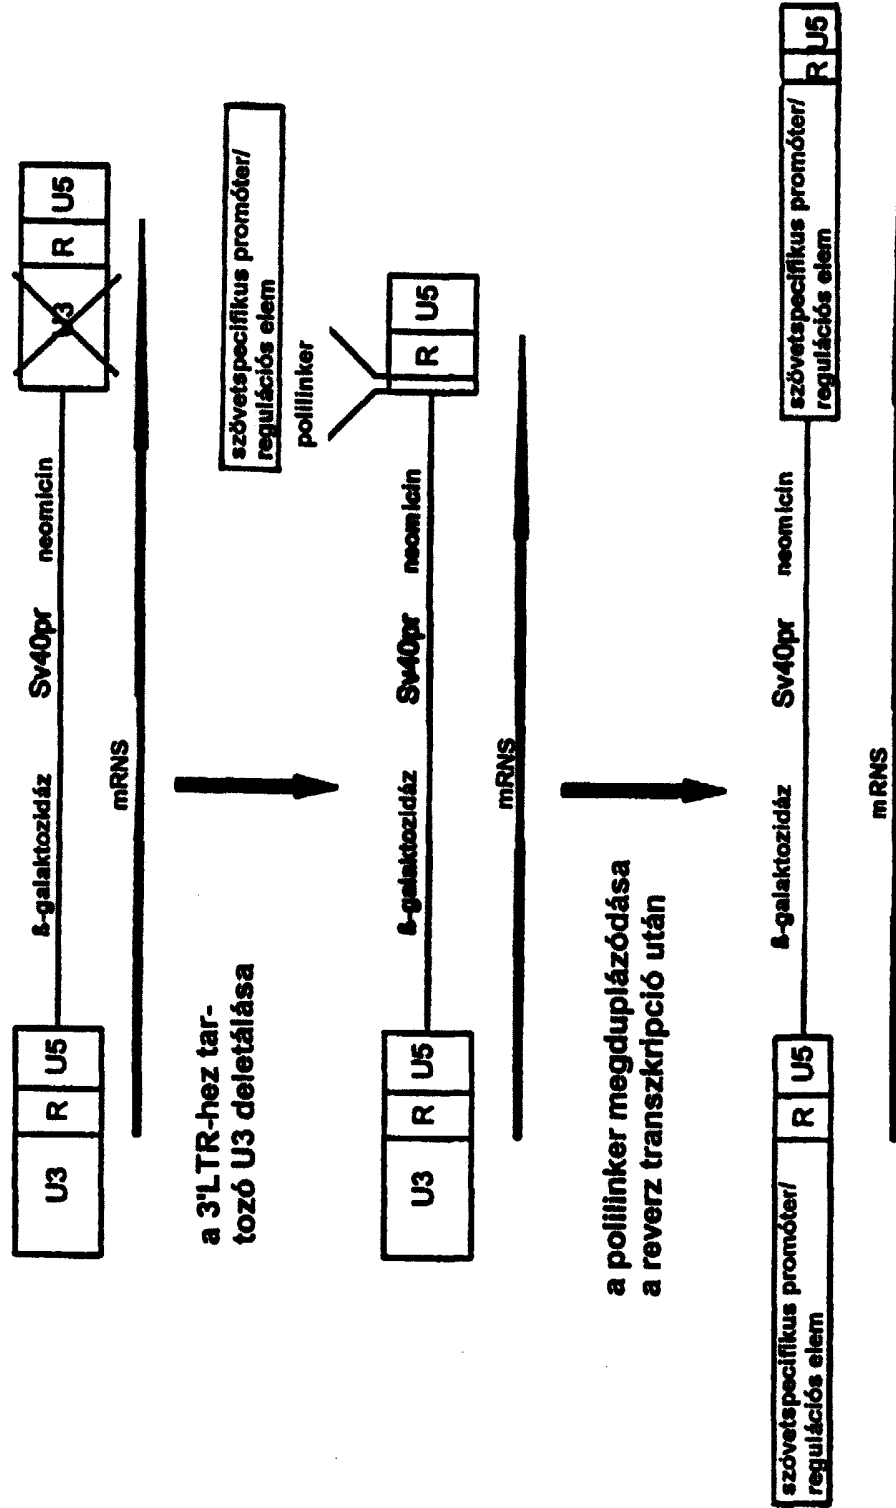 U3 R U5 ß-galaktozidáz Sv40pr neomicin R U5
mRNS
a 3'LTR-hez tar-
tozó U3 deletálása
szövetspecifikus promóter/
regulációs elem
polilinker
U3 R U5 ß-galaktozidáz Sv40pr neomicin R U5
mRNS
a polilinker megduplázódása
a reverz transzkripció után
szövetspecifikus promóter/
regulációs elem
R U5 ß-galaktozidáz Sv40pr neomicin
szövetspecifikus promóter/
regulációs elem
R U5
mRNS